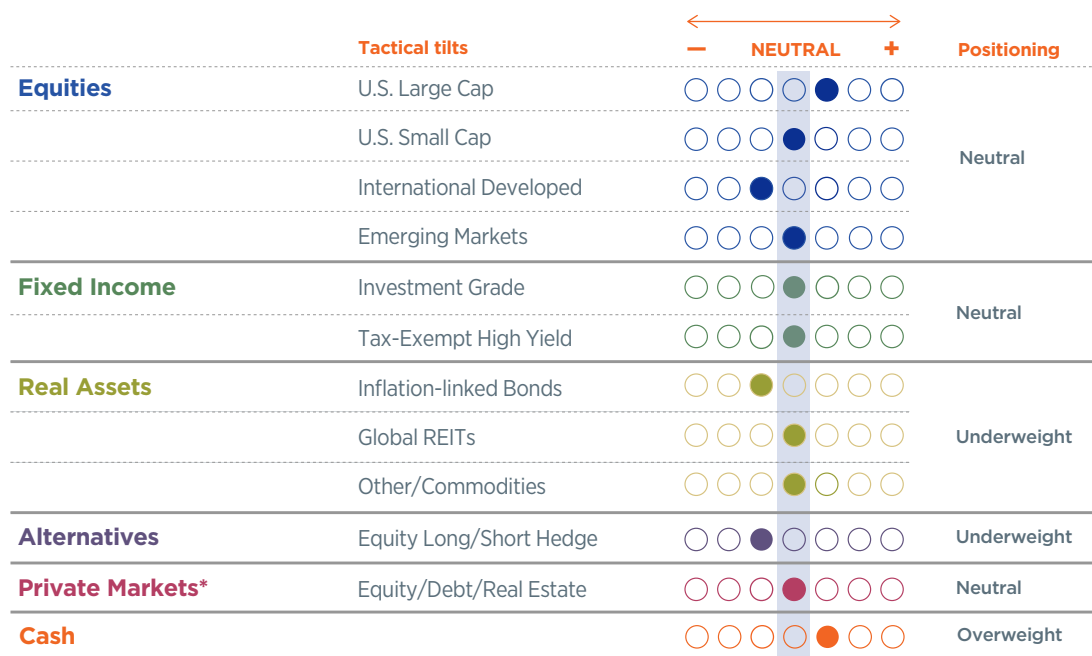 Tactical tilts — NEUTRAL + Positioning
Equities U.S. Large Cap
U.S. Small Cap
Neutral
International Developed
Emerging Markets
Fixed Income Investment Grade
Neutral
Tax-Exempt High Yield
Real Assets Inflation-linked Bonds
Global REITs Underweight
Other/Commodities
Alternatives Equity Long/Short Hedge Underweight
Private Markets* Equity/Debt/Real Estate Neutral
Cash Overweight